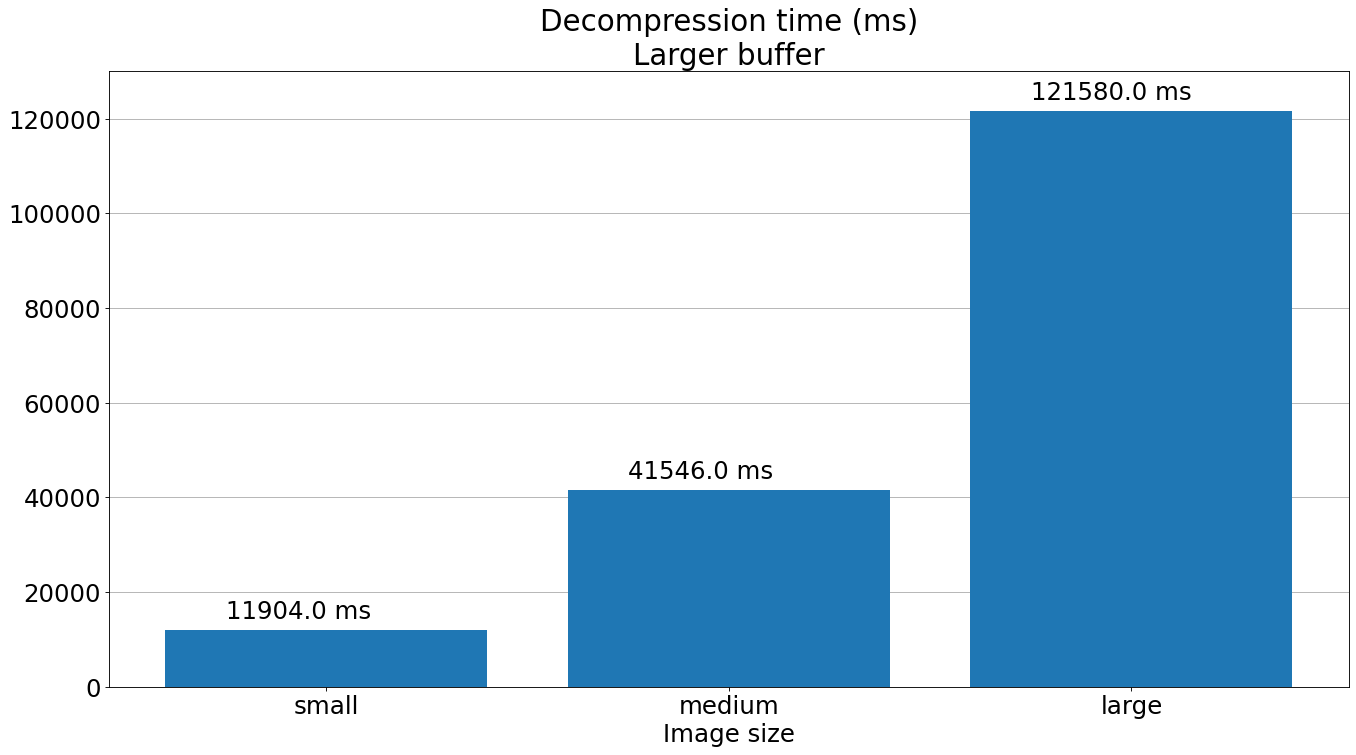 Decompression time (ms)
Larger buffer
121580.0 ms
120000
100000
80000
60000
41546.0 ms
40000
11904.0 ms
20000
0
small
medium
large
Image size